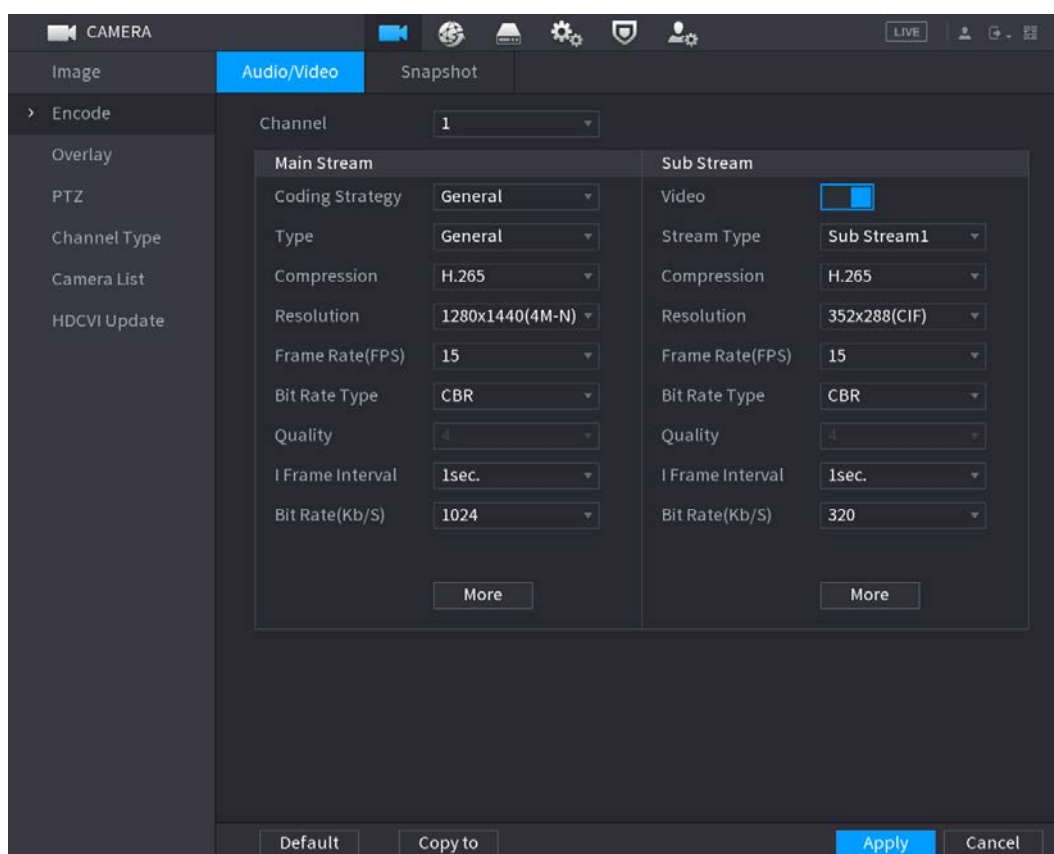 CAMERA LIVE
Image Audio/Video Snapshot
Encode Channel 1
Overlay Main Stream Sub Stream
PTZ Coding Strategy General Video
Channel Type Type General Stream Type Sub Stream1
Camera List Compression H.265 Compression H.265
HDCVI Update Resolution 1280x1440(4M-N) Resolution 352x288(CIF)
Frame Rate(FPS) 15 Frame Rate(FPS) 15
Bit Rate Type CBR Bit Rate Type CBR
Quality 4 Quality 4
I Frame Interval 1sec. I Frame Interval 1sec.
Bit Rate(Kb/S) 1024 Bit Rate(Kb/S) 320
More More
Default Copy to Apply Cancel